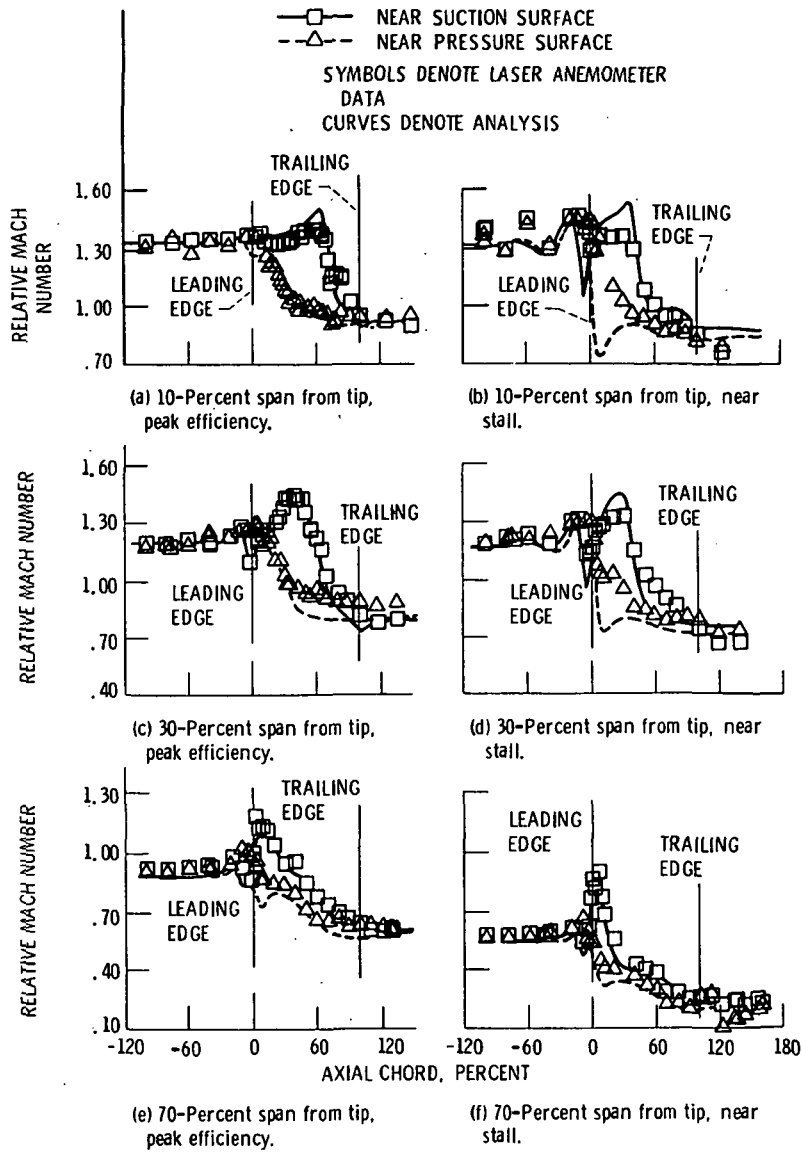 NEAR SUCTION SURFACE
NEAR PRESSURE SURFACE
SYMBOLS DENOTE LASER ANEMOMETER
DATA
CURVES DENOTE ANALYSIS
RELATIVE MACH
NUMBER
1.60
1.30
1.00
.70
TRAILING
EDGE
LEADING
EDGE
TRAILING
EDGE
LEADING
EDGE
(a) 10-Percent span from tip,
peak efficiency.
(b) 10-Percent span from tip, near
stall.
RELATIVE MACH NUMBER
1.60
1.30
1.00
.70
.40
TRAILING
EDGE
LEADING
EDGE
TRAILING
EDGE
LEADING
EDGE
(c) 30-Percent span from tip,
peak efficiency.
(d) 30-Percent span from tip, near
stall.
RELATIVE MACH NUMBER
1.30
1.00
.70
.40
.10
TRAILING
EDGE
LEADING
EDGE
LEADING
EDGE
TRAILING
EDGE
-120 -60 0 60 120
-120 -60 0 60 120 180
AXIAL CHORD, PERCENT
(e) 70-Percent span from tip,
peak efficiency.
(f) 70-Percent span from tip, near
stall.